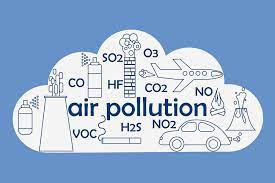 SO2 O3
CO HF CO2 NO
air pollution
VOC H2S NO2